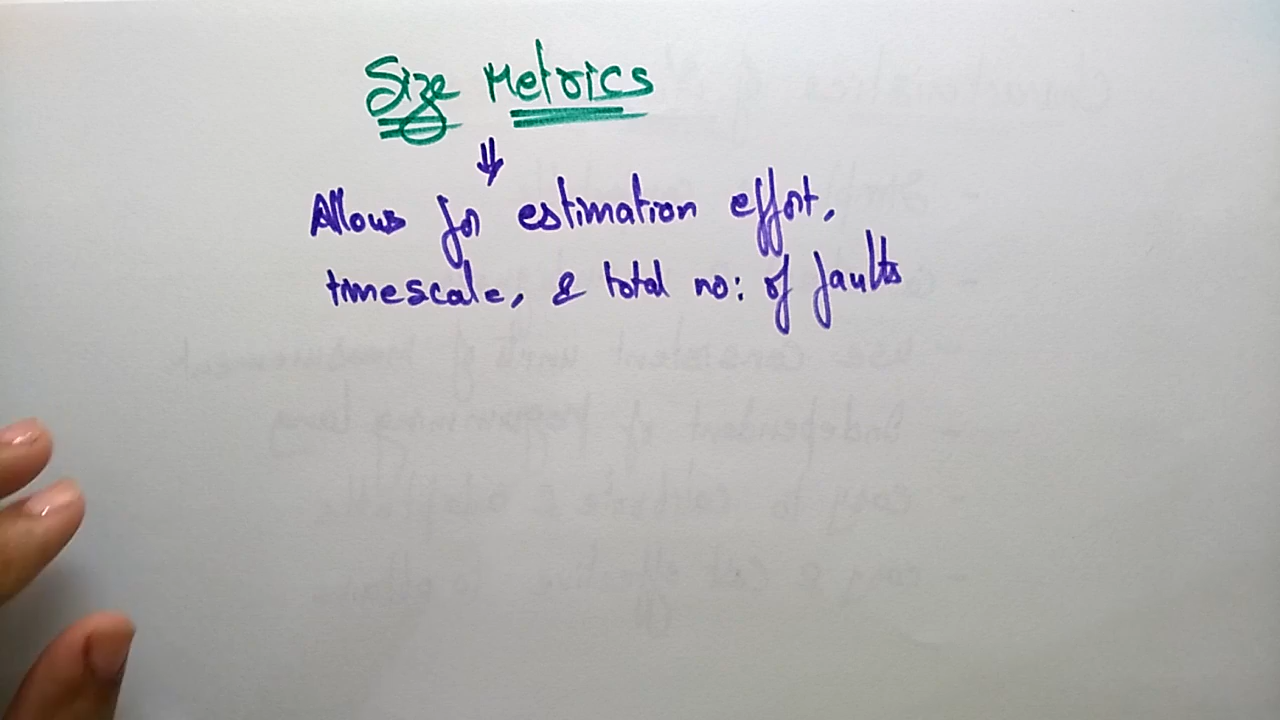 Size Metrics
Allows for estimation effort,
timescale, & total no: of faults